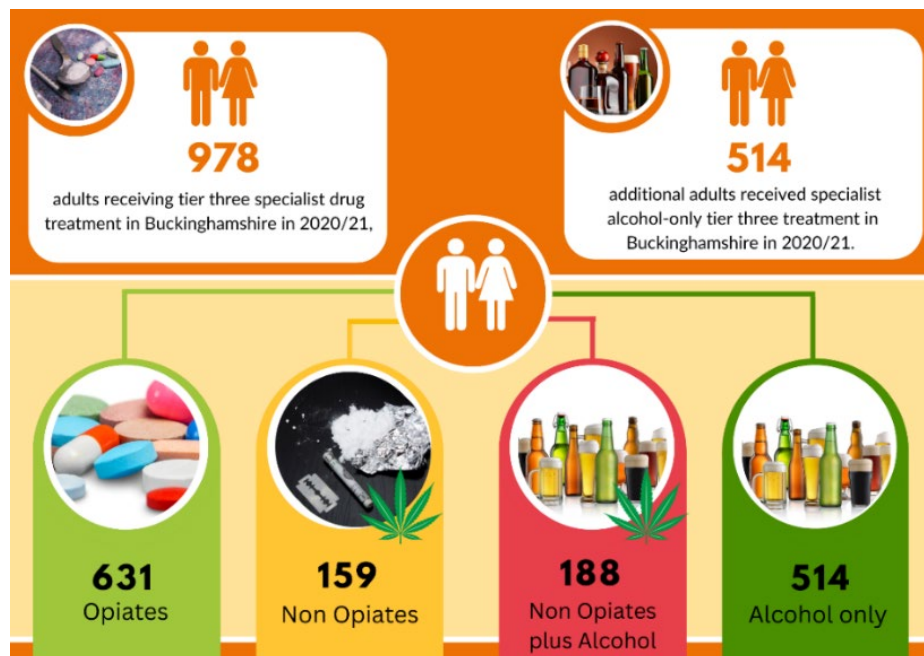 978
adults receiving tier three specialist drug
treatment in Buckinghamshire in 2020/21,
514
additional adults received specialist
alcohol-only tier three treatment in
Buckinghamshire in 2020/21.
631
Opiates
159
Non Opiates
188
Non Opiates
plus Alcohol
514
Alcohol only